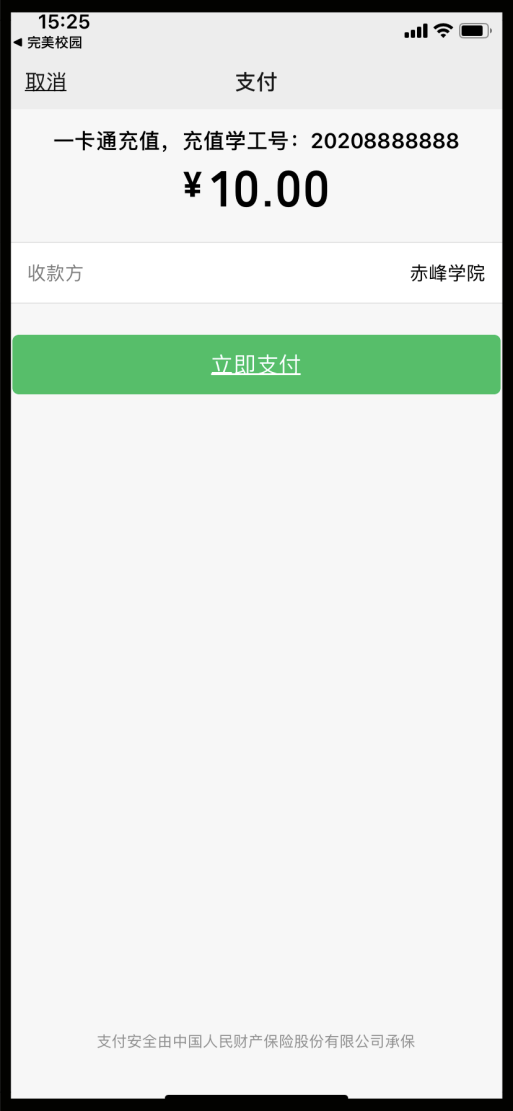 15:25
◀ 完美校园
取消
支付
一卡通充值，充值学工号：20208888888
¥10.00
收款方
赤峰学院
立即支付
支付安全由中国人民财产保险股份有限公司承保